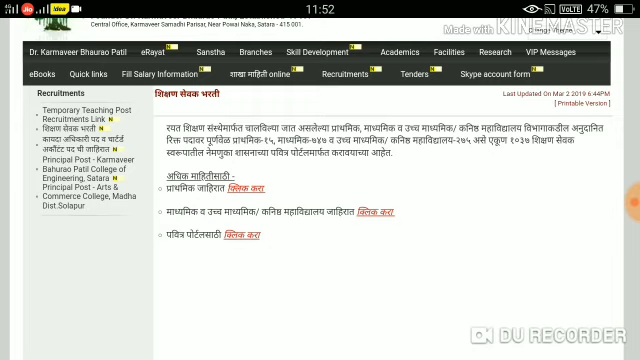 11:52
47%
Central Office, Karmaveer Samadhi Parisar, Near Powai Naka, Satara - 415 001.
Made with KINEMASTER
Change Theme
Dr. Karmaveer Bhaurao Patil eRayat Sanstha Branches Skill Development Academics Facilities Research VIP Messages
eBooks Quick links Fill Salary Information शाखा माहिती online Recruitments Tenders Skype account form
Recruitments
Temporary Teaching Post
Recruitments Link
शिक्षण सेवक भरती
कायदा अधिकारी पद व चार्टर्ड
अकौंटंट पद ची जाहिरात
Principal Post - Karmaveer
Bahurao Patil College of
Engineering, Satara
Principal Post - Arts &
Commerce College, Madha
Dist.Solapur
शिक्षण सेवक भरती
Last Updated On Mar 2 2019 6:44PM
[ Printable Version ]
रयत शिक्षण संस्थेमार्फत चालविल्या जात असलेल्या प्राथमिक, माध्यमिक व उच्च माध्यमिक/ कनिष्ठ महाविद्यालय विभागाकडील अनुदानित
रिक्त पदावर पूर्णवेळ प्राथमिक-१५, माध्यमिक-७४७ व उच्च माध्यमिक/ कनिष्ठ महाविद्यालय-२७५ असे एकूण १०३७ शिक्षण सेवक
स्वरूपातील नेमणुका शासनाच्या पवित्र पोर्टलमार्फत करावयाच्या आहेत.
अधिक माहितीसाठी -
प्राथमिक जाहिरात क्लिक करा
माध्यमिक व उच्च माध्यमिक/ कनिष्ठ महाविद्यालय जाहिरात क्लिक करा
पवित्र पोर्टलसाठी क्लिक करा
DU RECORDER